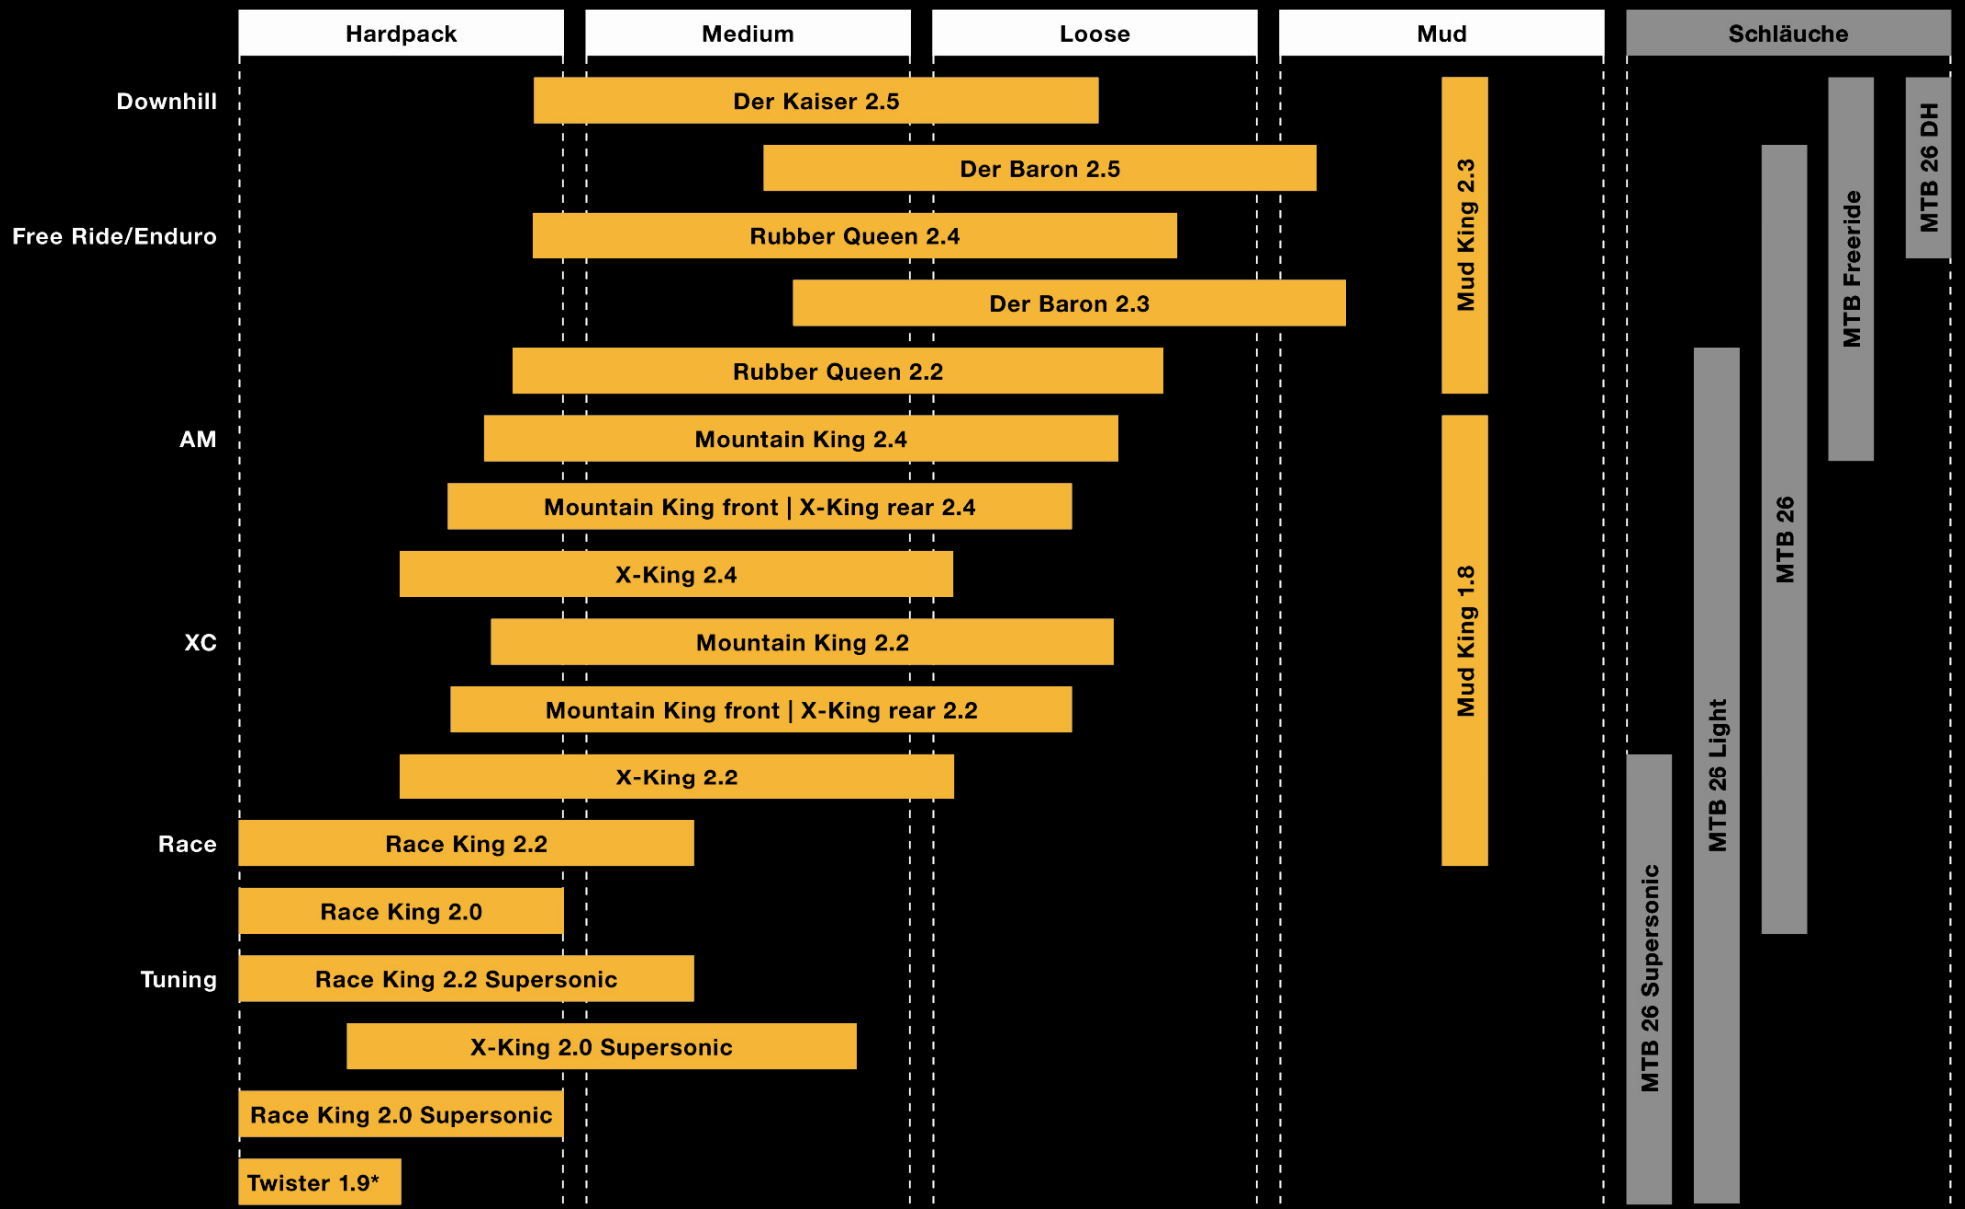 Hardpack
Medium
Loose
Mud
Schläuche
Downhill
Der Kaiser 2.5
Der Baron 2.5
Free Ride/Enduro
Rubber Queen 2.4
Der Baron 2.3
Rubber Queen 2.2
AM
Mountain King 2.4
Mountain King front | X-King rear 2.4
X-King 2.4
XC
Mountain King 2.2
Mountain King front | X-King rear 2.2
X-King 2.2
Race
Race King 2.2
Race King 2.0
Tuning
Race King 2.2 Supersonic
X-King 2.0 Supersonic
Race King 2.0 Supersonic
Twister 1.9*
Mud King 2.3
Mud King 1.8
MTB 26 Supersonic
MTB 26 Light
MTB 26
MTB Freeride
MTB 26 DH